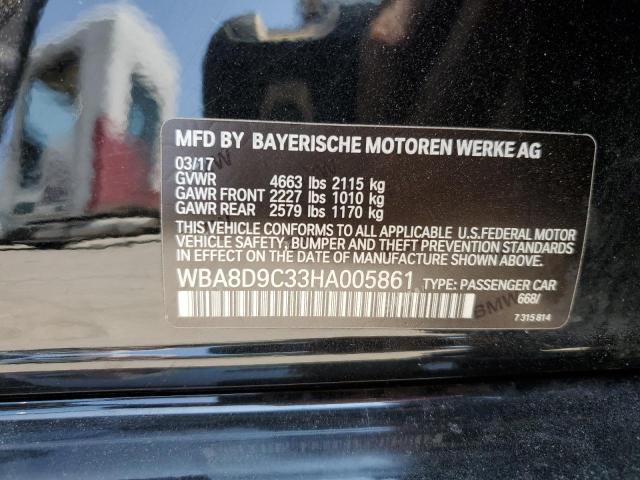 MFD BY BAYERISCHE MOTOREN WERKE AG
03/17
GVWR 4663 lbs 2115 kg
GAWR FRONT 2227 lbs 1010 kg
GAWR REAR 2579 lbs 1170 kg
THIS VEHICLE CONFORMS TO ALL APPLICABLE U.S.FEDERAL MOTOR
VEHICLE SAFETY, BUMPER AND THEFT PREVENTION STANDARDS
IN EFFECT ON THE DATE OF MANUFACTURE SHOWN ABOVE.
WBA8D9C33HA005861 TYPE: PASSENGER CAR
668/
7 315 814
BMW
BMW